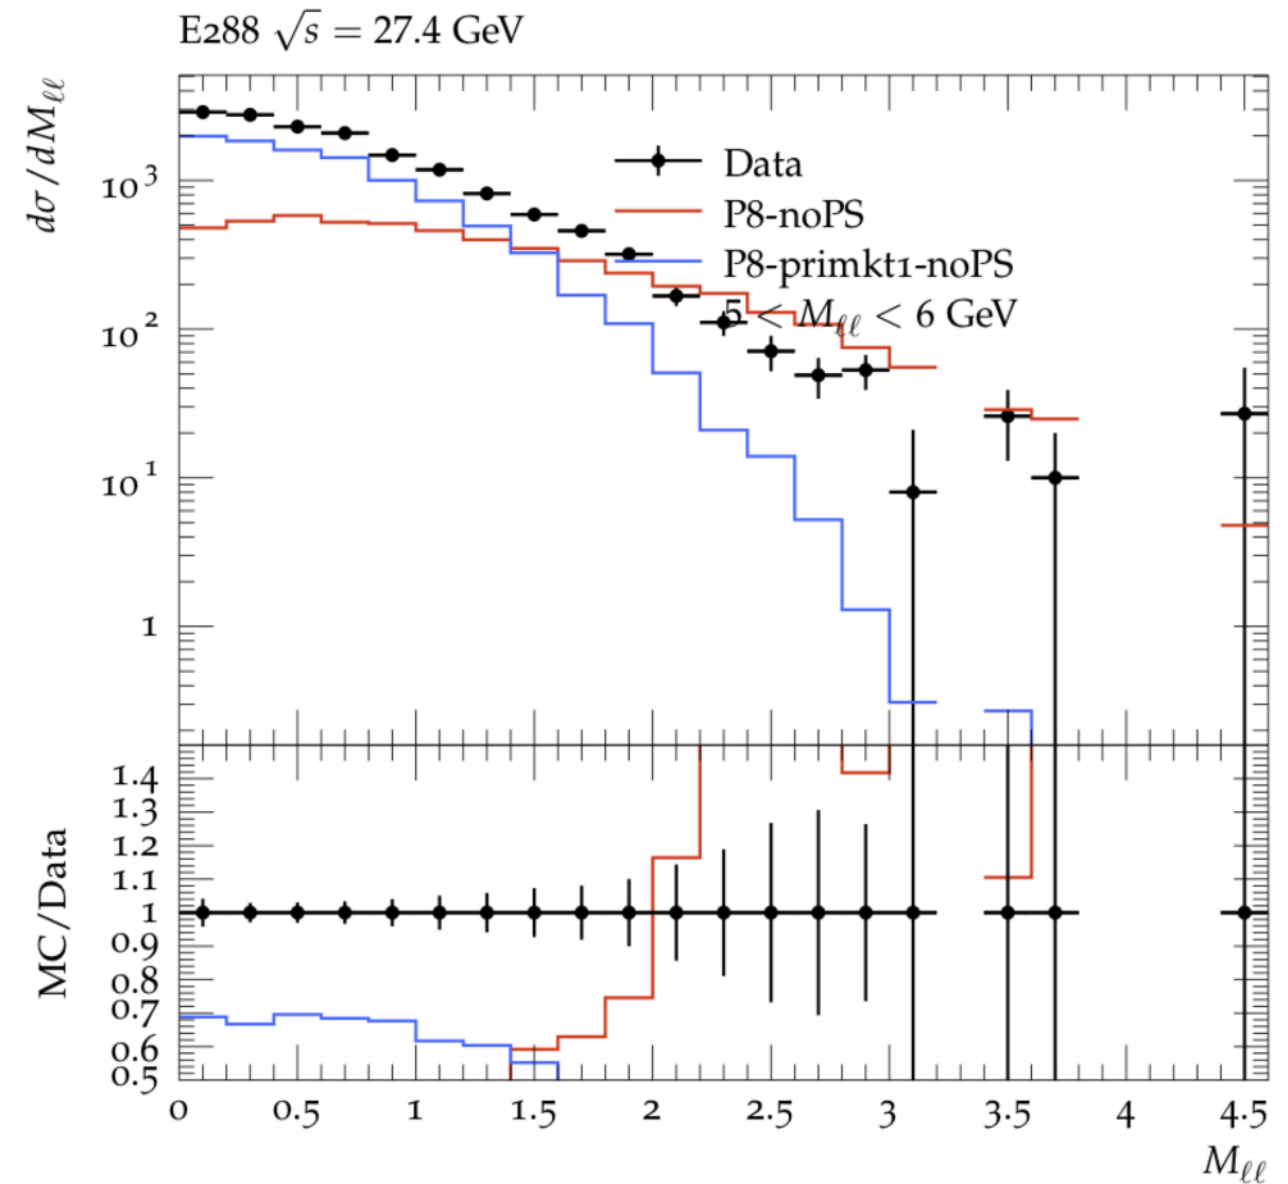 E288 √s = 27.4 GeV
dσ/dMℓℓ
10³
10²
10¹
1
Data
P8-noPS
P8-primkt1-noPS
5 < Mℓℓ < 6 GeV
MC/Data
1.4
1.3
1.2
1.1
1
0.9
0.8
0.7
0.6
0.5
0 0.5 1 1.5 2 2.5 3 3.5 4 4.5
Mℓℓ